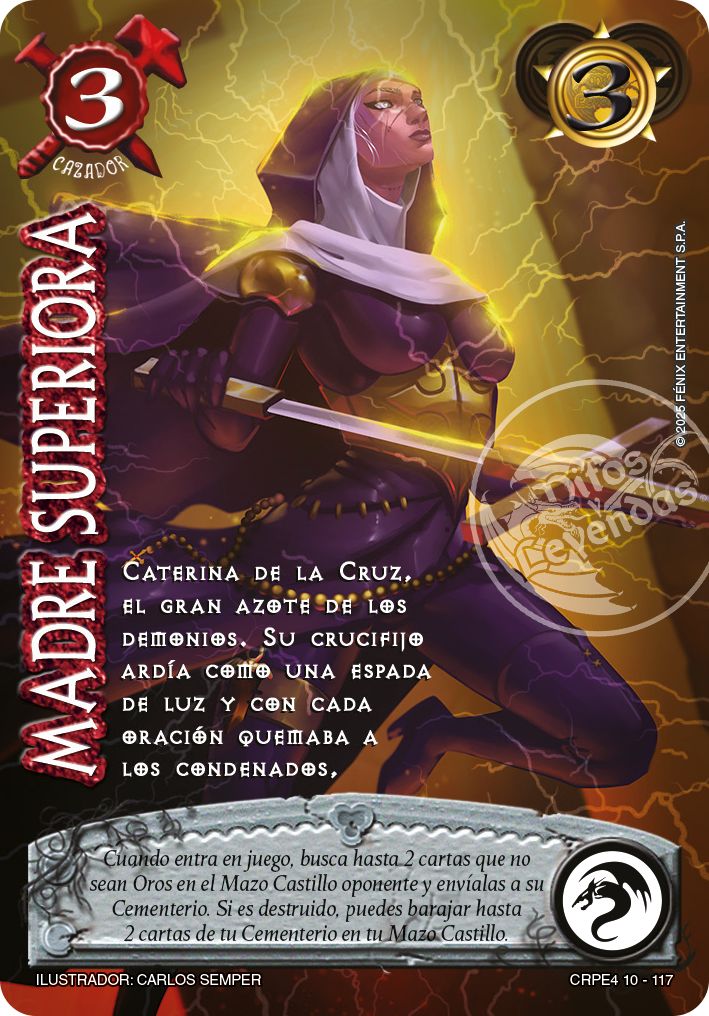 3
CAZADOR
3
MADRE SUPERIORA
© 2025 FÉNIX ENTERTAINMENT S.P.A.
Mitos
y
Leyendas
Caterina de la Cruz,
el gran azote de los
demonios. Su crucifijo
ardía como una espada
de luz y con cada
oración quemaba a
los condenados,
Cuando entra en juego, busca hasta 2 cartas que no
sean Oros en el Mazo Castillo oponente y envíalas a su
Cementerio. Si es destruido, puedes barajar hasta
2 cartas de tu Cementerio en tu Mazo Castillo.
ILUSTRADOR: CARLOS SEMPER
CRPE4 10 - 117